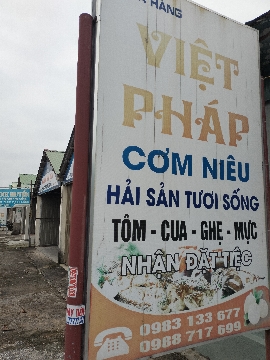 HÀNG
VIỆT
PHÁP
CƠM NIÊU
HẢI SẢN TƯƠI SỐNG
TÔM - CUA - GHẸ - MỰC
NHẬN ĐẶT TIỆC
0983 133 677
0988 717 699